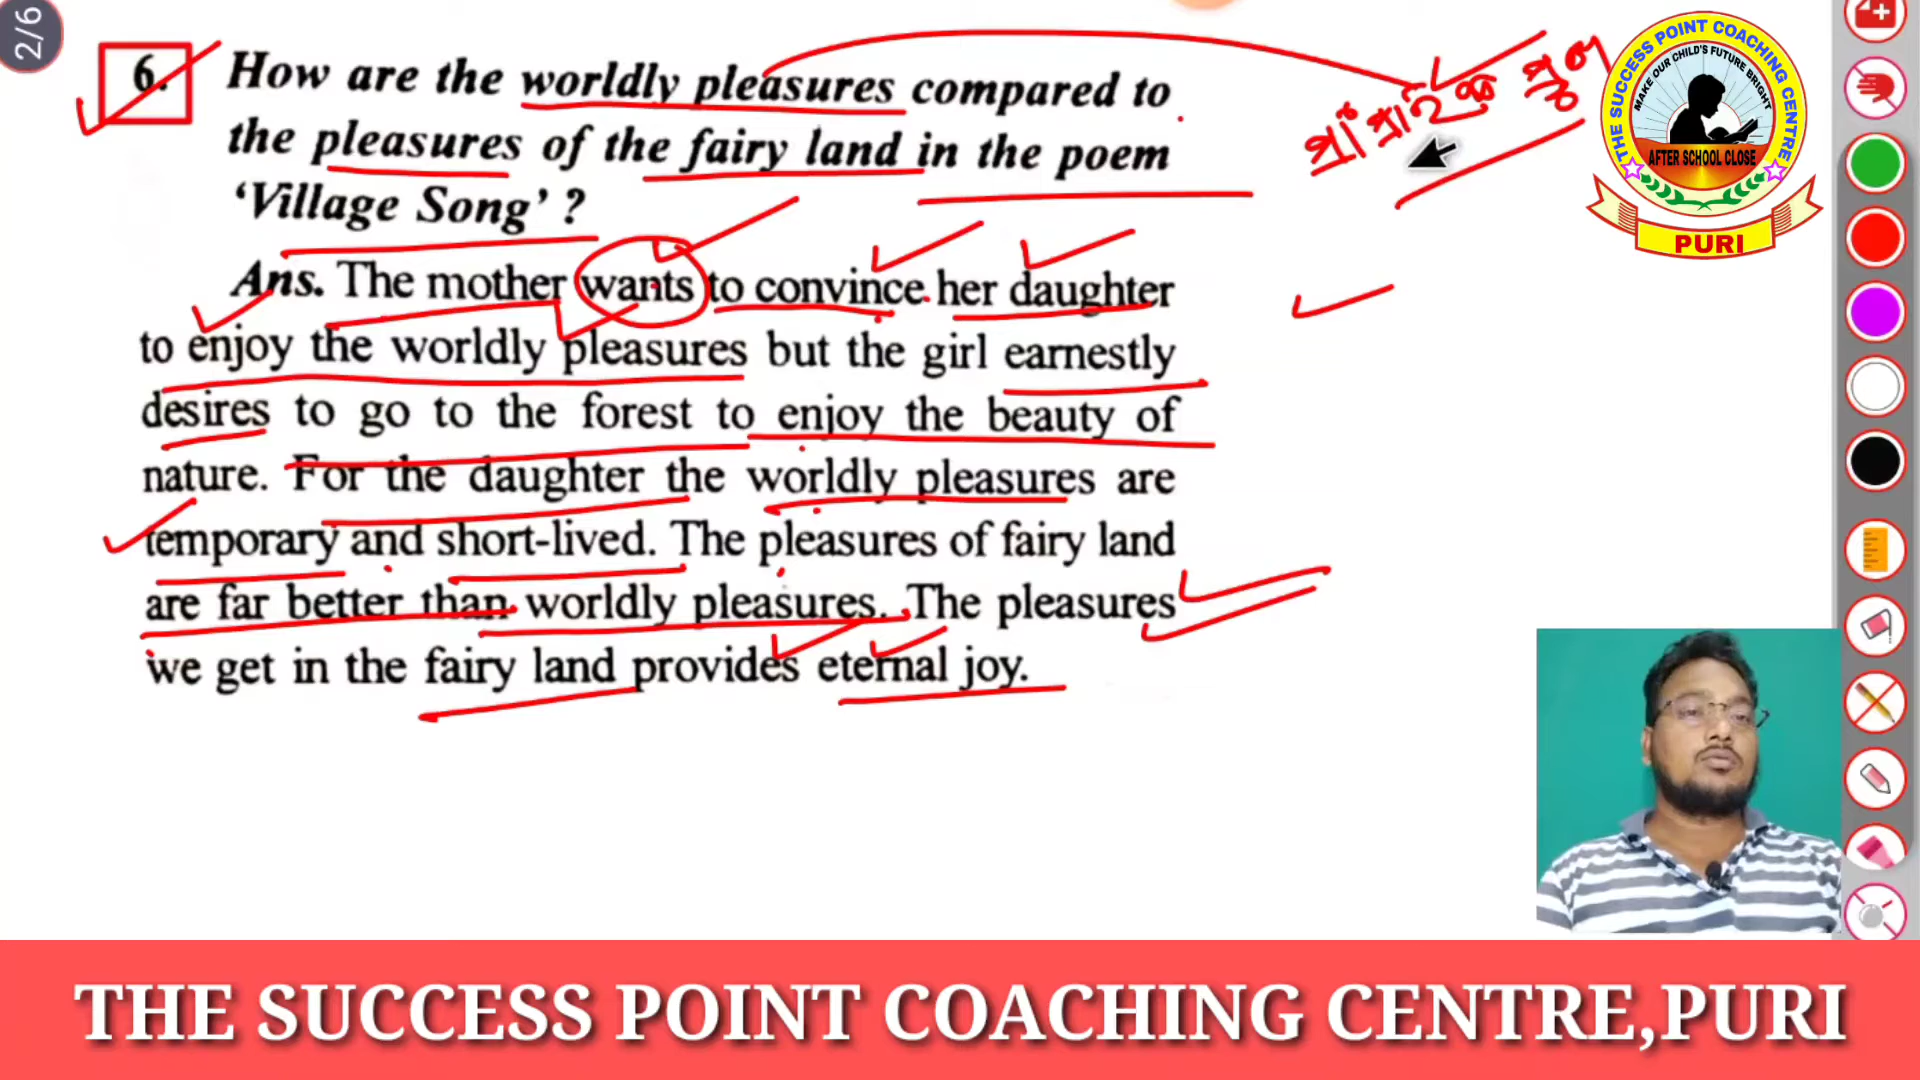 2/6
6. How are the worldly pleasures compared to
the pleasures of the fairy land in the poem
‘Village Song’ ?
Ans. The mother wants to convince her daughter
to enjoy the worldly pleasures but the girl earnestly
desires to go to the forest to enjoy the beauty of
nature. For the daughter the worldly pleasures are
temporary and short-lived. The pleasures of fairy land
are far better than worldly pleasures. The pleasures
we get in the fairy land provides eternal joy.
ସାଂସାରିକ ସୁଖ
THE SUCCESS POINT COACHING CENTRE
MAKE OUR CHILD'S FUTURE BRIGHT
AFTER SCHOOL CLOSE
PURI
THE SUCCESS POINT COACHING CENTRE,PURI